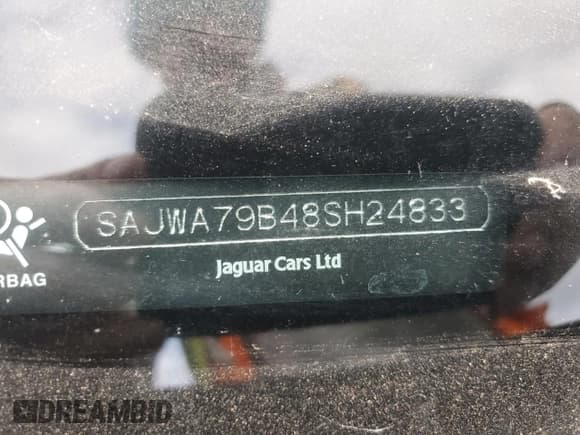 SAJWA79B48SH24833
RBAG
Jaguar Cars Ltd
DREAMBID